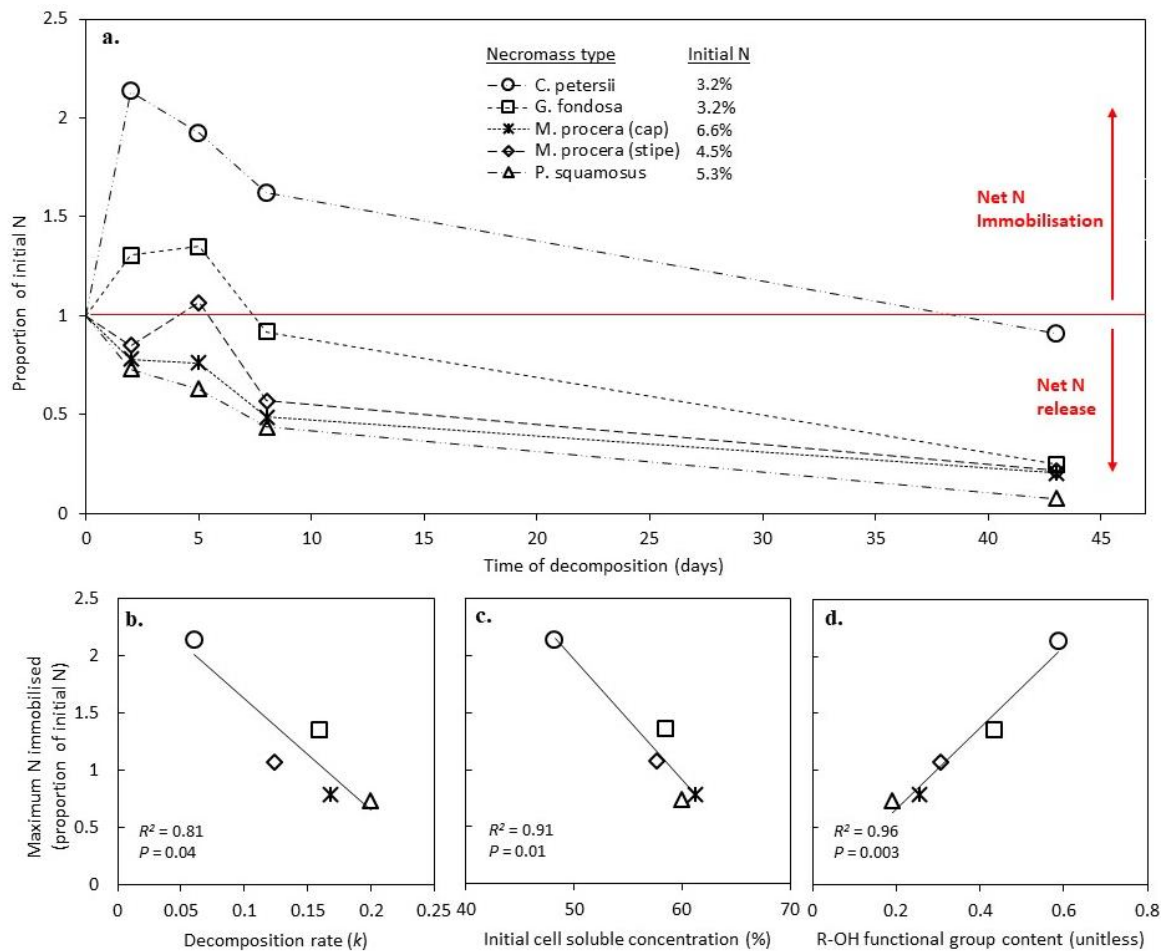 a.
2.5
2
1.5
1
0.5
0
Proportion of initial N
Necromass type Initial N
C. petersii 3.2%
G. fondosa 3.2%
M. procera (cap) 6.6%
M. procera (stipe) 4.5%
P. squamosus 5.3%
Net N
Immobilisation
Net N
release
0 5 10 15 20 25 30 35 40 45
Time of decomposition (days)
Maximum N immobilised
(proportion of initial N)
2.5
2
1.5
1
0.5
0
b.
R² = 0.81
P = 0.04
0 0.05 0.1 0.15 0.2 0.25
Decomposition rate (k)
c.
R² = 0.91
P = 0.01
40 50 60 70
Initial cell soluble concentration (%)
d.
R² = 0.96
P = 0.003
0 0.2 0.4 0.6 0.8
R-OH functional group content (unitless)